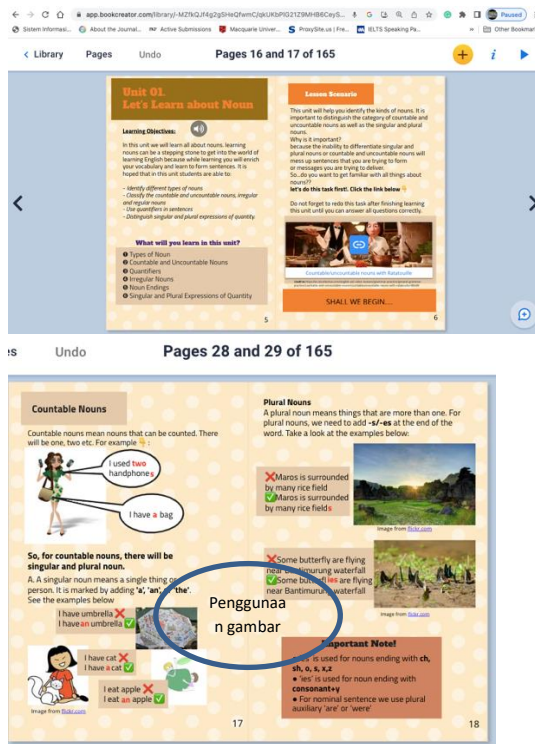 app.bookcreator.com/library/-MZfkQJf4g2gSHeQfwmC/qkUKbPlG21Z9MHB6CeyS...
Paused
Sistem Informasi...
About the Journal...
Active Submissions
Macquarie Univer...
ProxySite.us | Fre...
IELTS Speaking Pa...
Other Bookmar
Library
Pages
Undo
Pages 16 and 17 of 165
Unit 01.
Let's Learn about Noun
Learning Objectives:
In this unit we will learn all about nouns. learning
nouns can be a stepping stone to get into the world of
learning English because while learning you will enrich
your vocabulary and learn to form sentences. It is
hoped that in this unit students are able to:
- Identify different types of nouns
- Classify the countable and uncountable nouns, irregular
and regular nouns
- Use quantifiers in sentences
- Distinguish singular and plural expressions of quantity.
What will you learn in this unit?
❶ Types of Noun
❷ Countable and Uncountable Nouns
❸ Quantifiers
❹ Irregular Nouns
❺ Noun Endings
❻ Singular and Plural Expressions of Quantity
5
Lesson Scenario
This unit will help you identify the kinds of nouns. It is
important to distinguish the category of countable and
uncountable nouns as well as the singular and plural
nouns.
Why is it important?
because the inability to differentiate singular and
plural nouns or countable and uncountable nouns will
mess up sentences that you are trying to form
or messages you are trying to deliver.
So...do you want to get familiar with all things about
nouns??
let's do this task first!. Click the link below 👇
Do not forget to redo this task after finishing learning
this unit until you can answer all questions correctly.
Countable/uncountable nouns with Ratatouille
SHALL WE BEGIN....
6
es
Undo
Pages 28 and 29 of 165
Countable Nouns
Countable nouns mean nouns that can be counted. There
will be one, two etc. For example 👇:
I used two
handphones
I have a bag
So, for countable nouns, there will be
singular and plural noun.
A. A singular noun means a single thing or
person. It is marked by adding 'a', 'an', 'the'.
See the examples below
I have umbrella ❌
I have an umbrella ✅
I have cat ❌
I have a cat ✅
I eat apple ❌
I eat an apple ✅
Image from flickr.com
17
Plural Nouns
A plural noun means things that are more than one. For
plural nouns, we need to add -s/-es at the end of the
word. Take a look at the examples below:
❌Maros is surrounded
by many rice field
✅Maros is surrounded
by many rice fields
Image from flickr.com
❌Some butterfly are flying
near Bantimurung waterfall
✅Some butterflies are flying
near Bantimurung waterfall
Image from flickr.com
Penggunaa
n gambar
Important Note!
is used for nouns ending with ch,
sh, o, s, x,z
● 'ies' is used for noun ending with
consonant+y
● For nominal sentence we use plural
auxiliary 'are' or 'were'
18